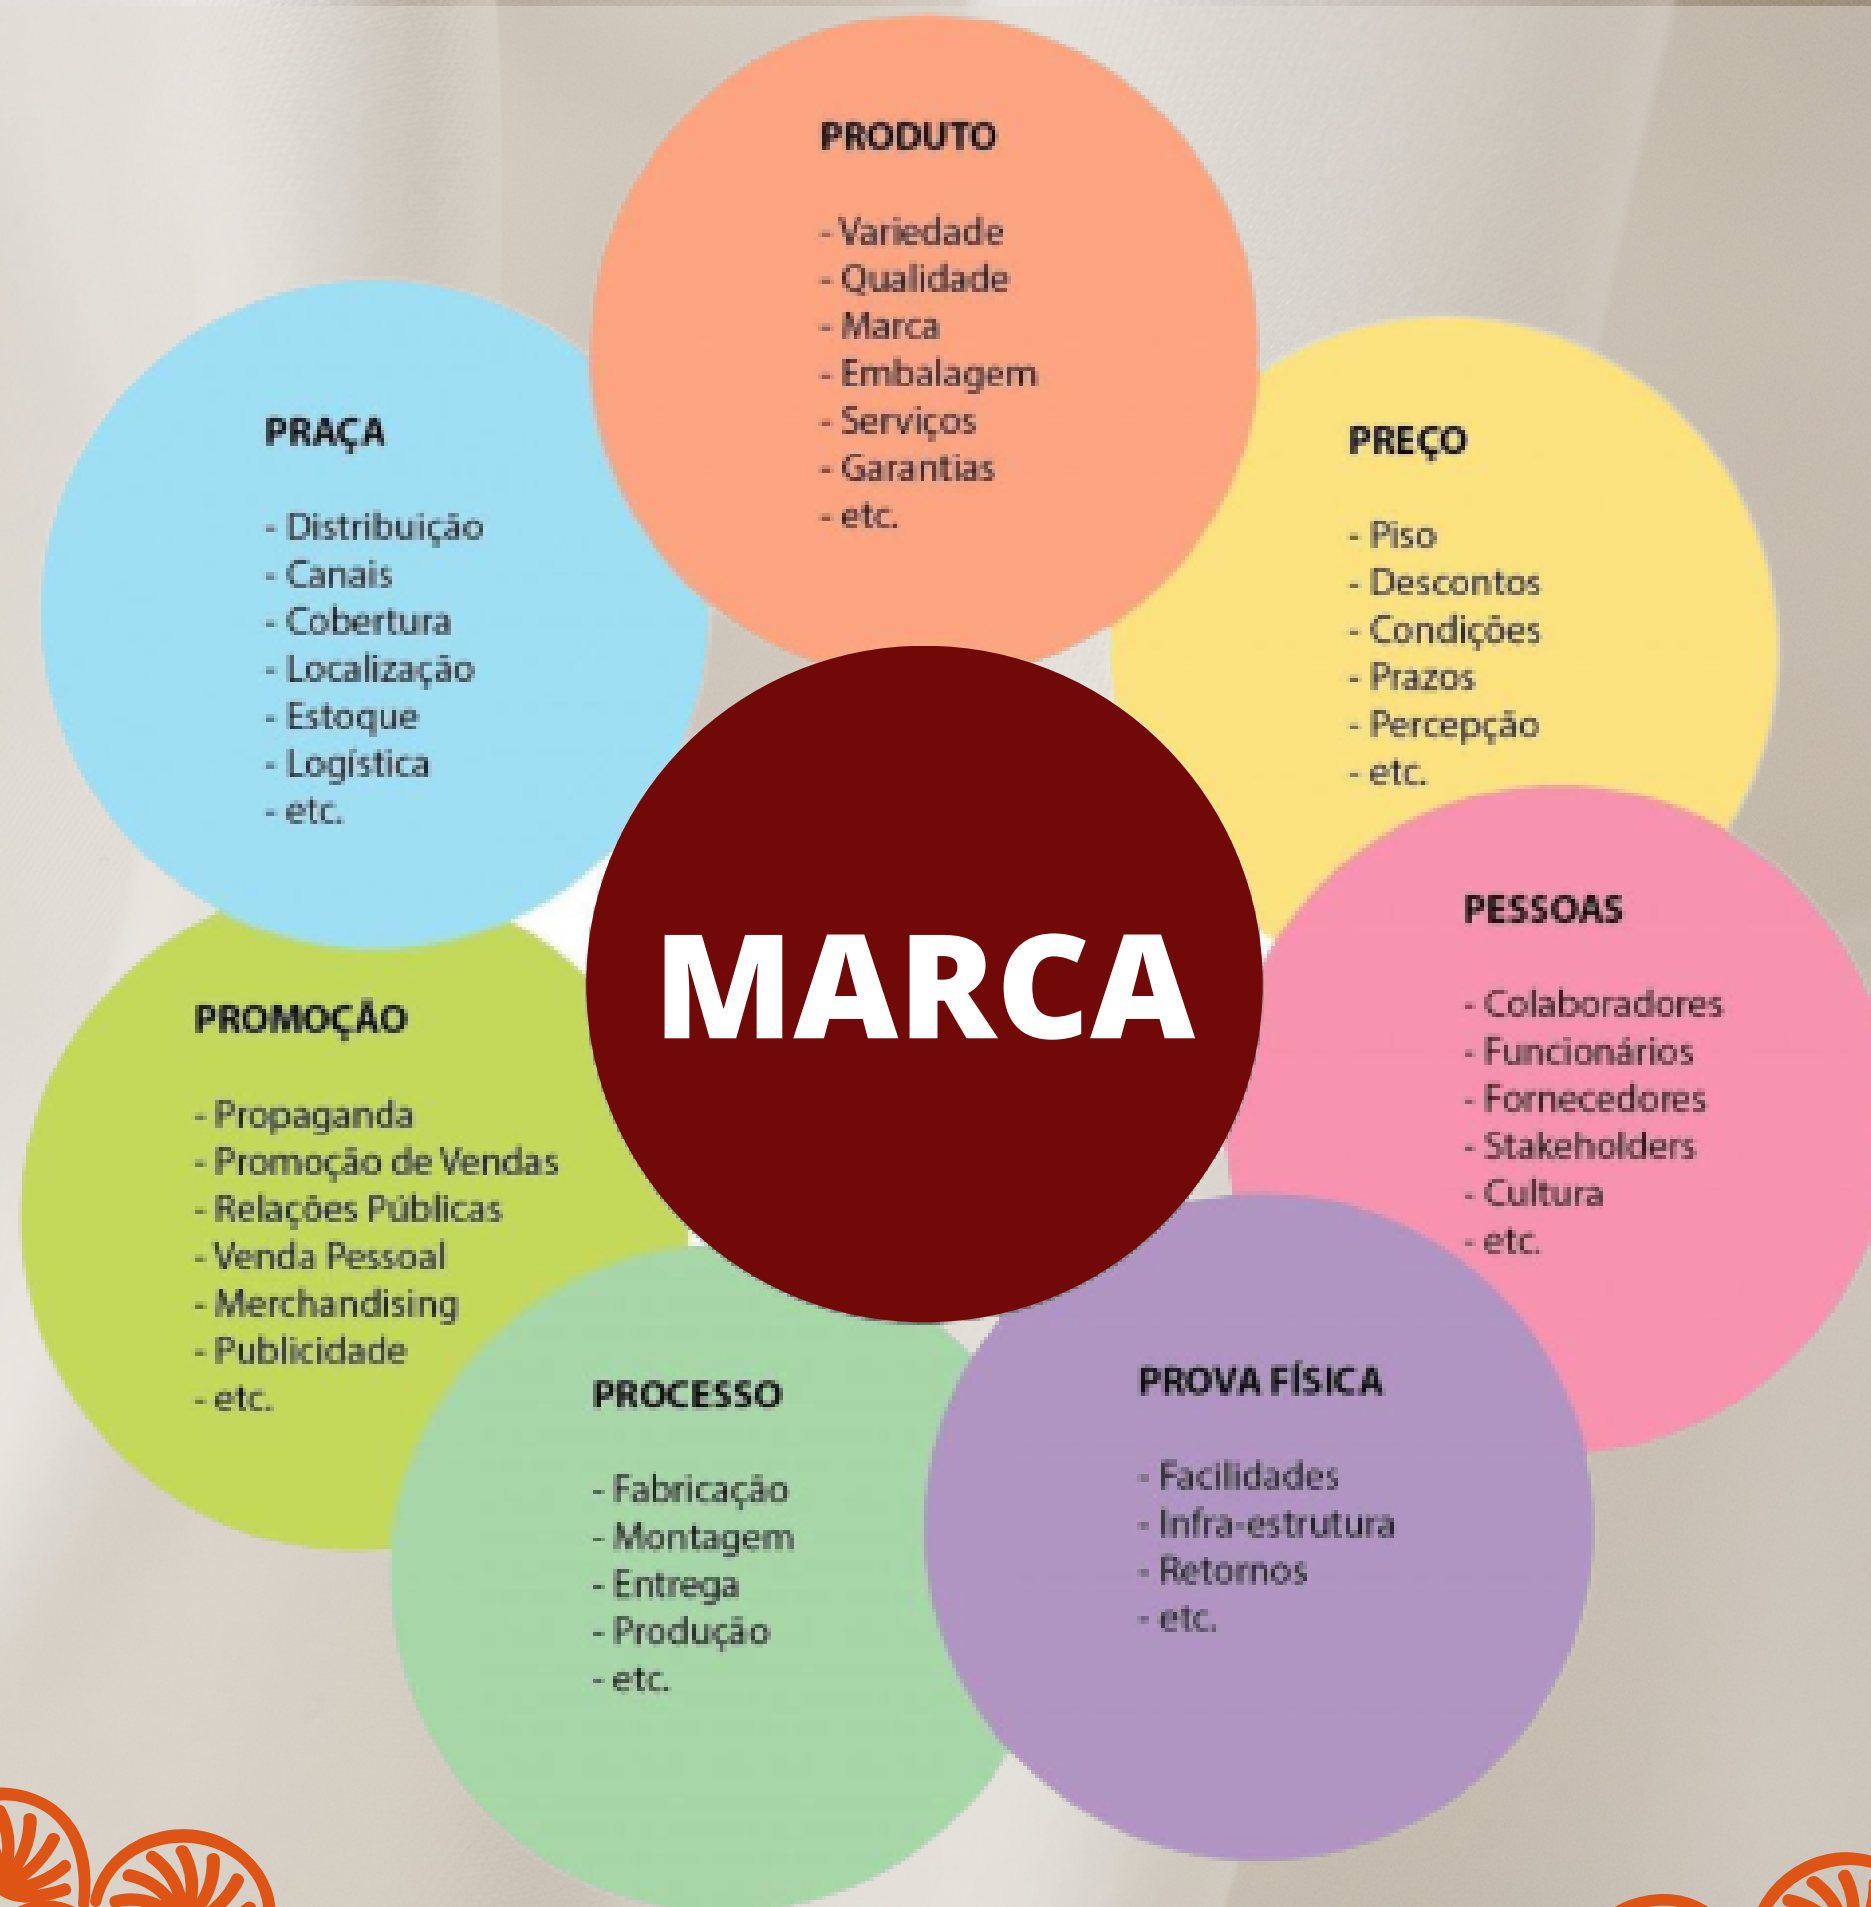 PRODUTO
- Variedade
- Qualidade
- Marca
- Embalagem
- Serviços
- Garantias
- etc.
PRAÇA
- Distribuição
- Canais
- Cobertura
- Localização
- Estoque
- Logística
- etc.
PREÇO
- Piso
- Descontos
- Condições
- Prazos
- Percepção
- etc.
MARCA
PESSOAS
- Colaboradores
- Funcionários
- Fornecedores
- Stakeholders
- Cultura
- etc.
PROMOÇÃO
- Propaganda
- Promoção de Vendas
- Relações Públicas
- Venda Pessoal
- Merchandising
- Publicidade
- etc.
PROCESSO
- Fabricação
- Montagem
- Entrega
- Produção
- etc.
PROVA FÍSICA
- Facilidades
- Infra-estrutura
- Retornos
- etc.